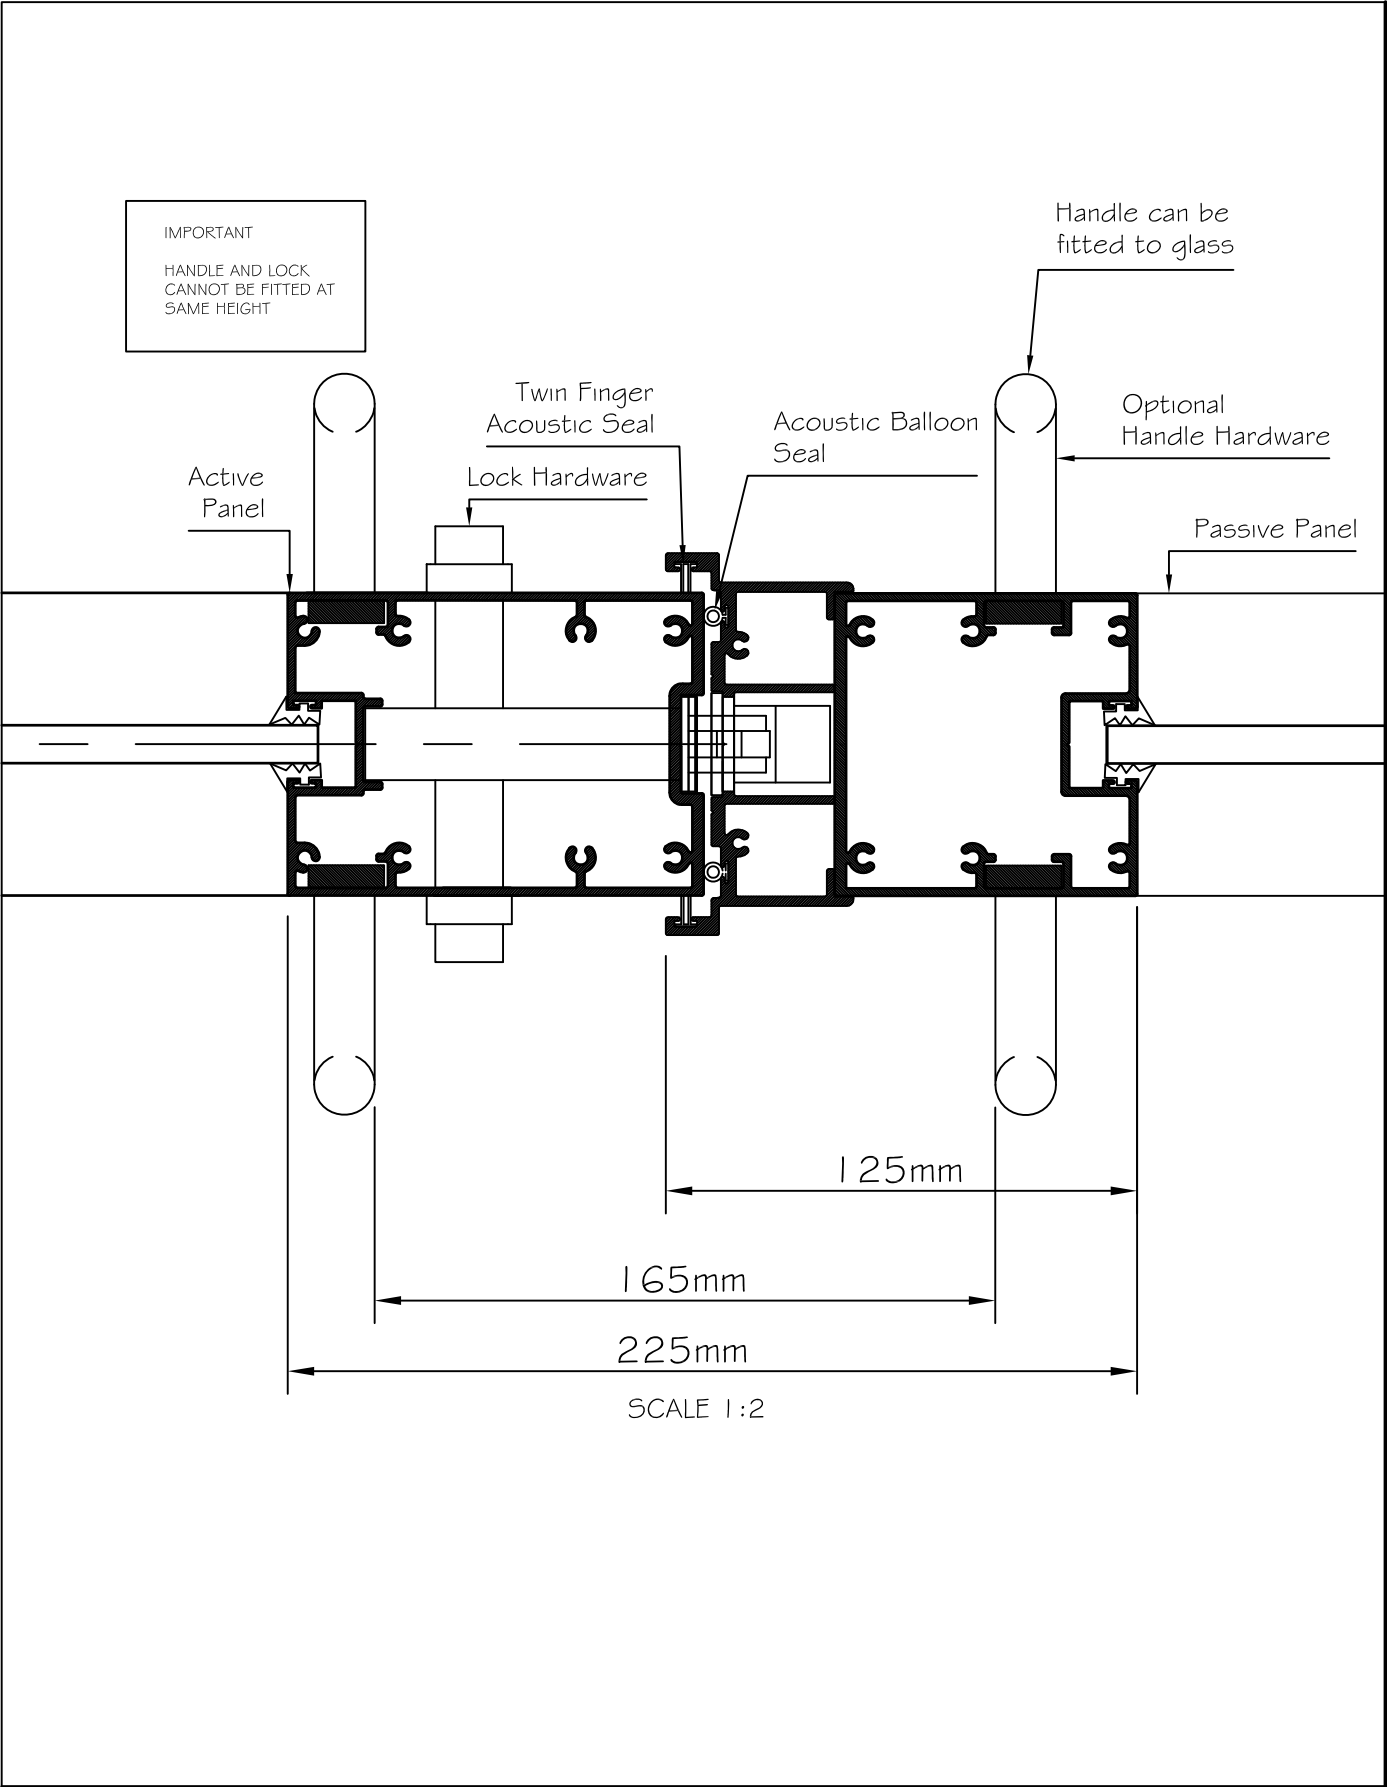 IMPORTANT
HANDLE AND LOCK
CANNOT BE FITTED AT
SAME HEIGHT
Handle can be
fitted to glass
Twin Finger
Acoustic Seal
Acoustic Balloon
Seal
Optional
Handle Hardware
Active
Panel
Lock Hardware
Passive Panel
125mm
165mm
225mm
SCALE 1:2